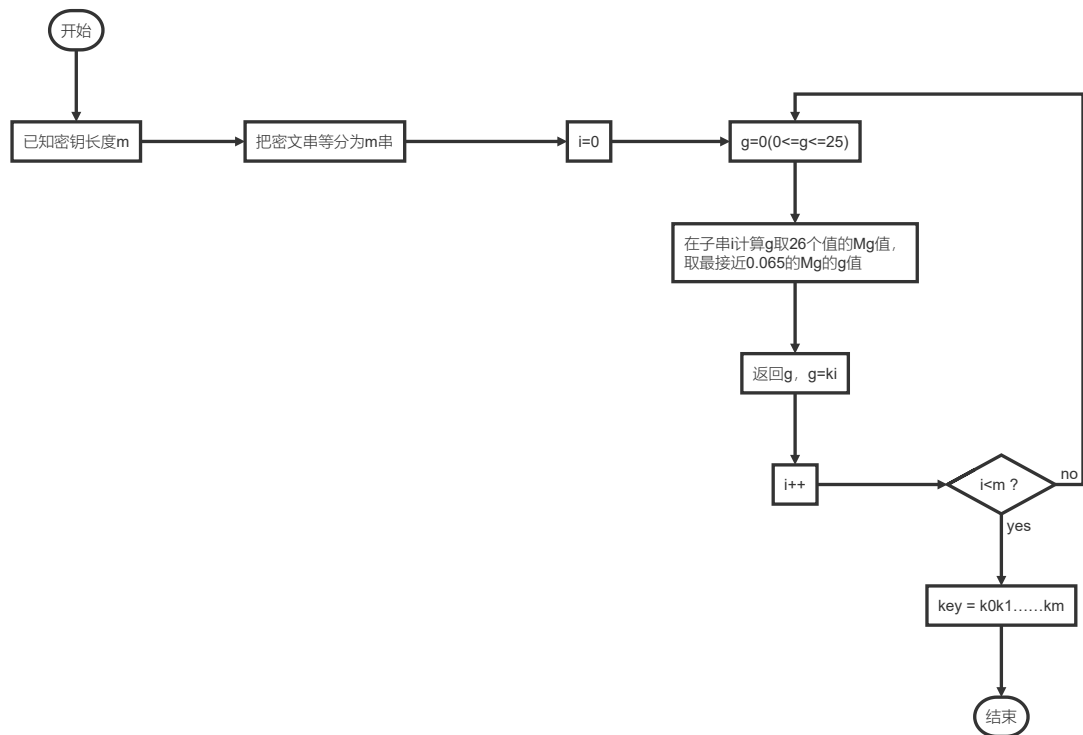 开始
已知密钥长度m
把密文串等分为m串
i=0
g=0(0<=g<=25)
在子串i计算g取26个值的Mg值，
取最接近0.065的Mg的g值
返回g，g=ki
i++
i<m ?
no
yes
key = k0k1……km
结束